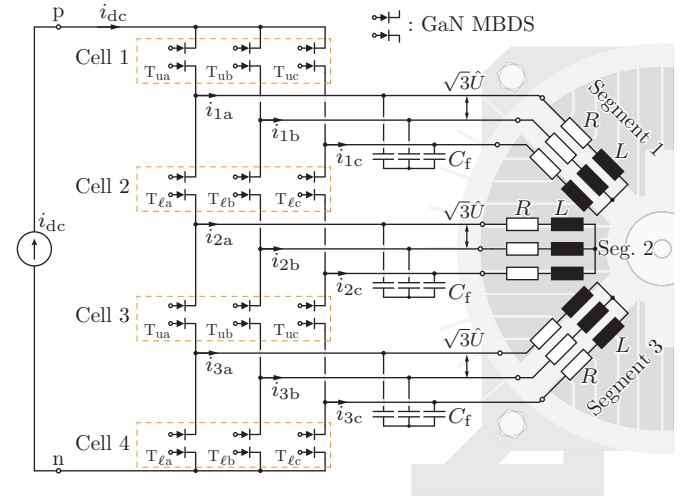 p
i_dc
: GaN MBDS
Cell 1
T_ua T_ub T_uc
i_1a
i_1b
i_1c
√3Û
C_f
R
L
Segment 1
Cell 2
T_ℓa T_ℓb T_ℓc
i_dc
i_2a
i_2b
i_2c
√3Û
C_f
R
L
Seg. 2
Cell 3
T_ua T_ub T_uc
i_3a
i_3b
i_3c
√3Û
C_f
R
L
Segment 3
Cell 4
T_ℓa T_ℓb T_ℓc
n